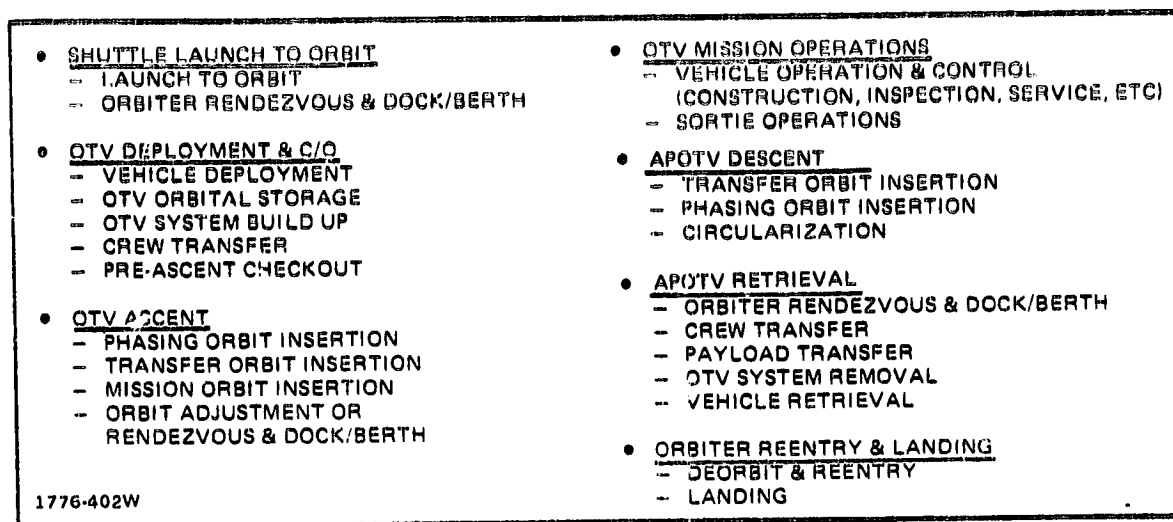 • SHUTTLE LAUNCH TO ORBIT
– LAUNCH TO ORBIT
– ORBITER RENDEZVOUS & DOCK/BERTH
• OTV DEPLOYMENT & C/O
– VEHICLE DEPLOYMENT
– OTV ORBITAL STORAGE
– OTV SYSTEM BUILD UP
– CREW TRANSFER
– PRE-ASCENT CHECKOUT
• OTV ASCENT
– PHASING ORBIT INSERTION
– TRANSFER ORBIT INSERTION
– MISSION ORBIT INSERTION
– ORBIT ADJUSTMENT OR
RENDEZVOUS & DOCK/BERTH
1776-402W
• OTV MISSION OPERATIONS
– VEHICLE OPERATION & CONTROL
(CONSTRUCTION, INSPECTION, SERVICE, ETC)
– SORTIE OPERATIONS
• APOTV DESCENT
– TRANSFER ORBIT INSERTION
– PHASING ORBIT INSERTION
– CIRCULARIZATION
• APOTV RETRIEVAL
– ORBITER RENDEZVOUS & DOCK/BERTH
– CREW TRANSFER
– PAYLOAD TRANSFER
– OTV SYSTEM REMOVAL
– VEHICLE RETRIEVAL
• ORBITER REENTRY & LANDING
– DEORBIT & REENTRY
– LANDING